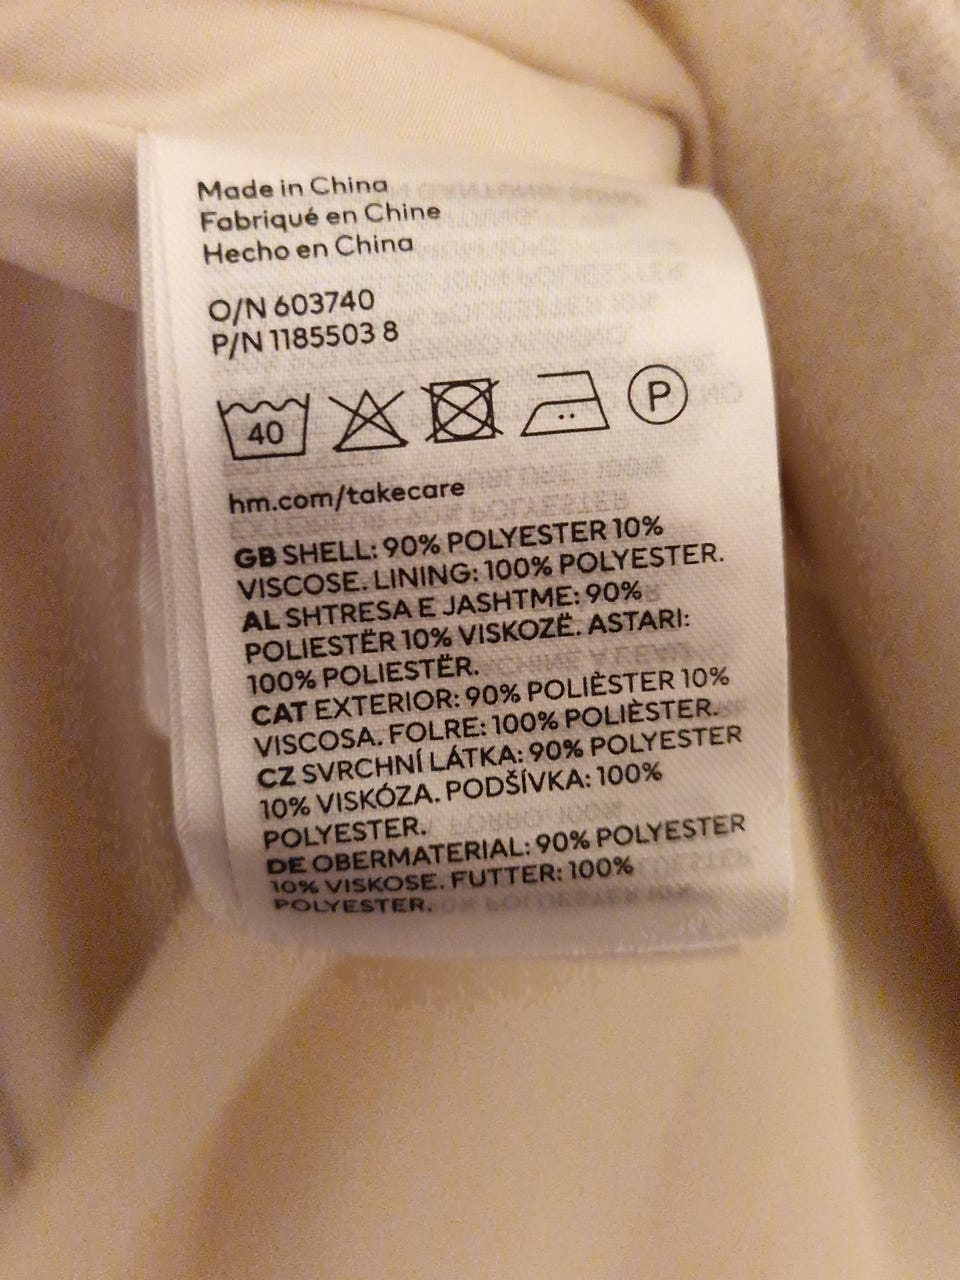 Made in China
Fabriqué en Chine
Hecho en China
O/N 603740
P/N 1185503 8
40 P
hm.com/takecare
GB SHELL: 90% POLYESTER 10%
VISCOSE. LINING: 100% POLYESTER.
AL SHTRESA E JASHTME: 90%
POLIESTËR 10% VISKOZË. ASTARI:
100% POLIESTËR.
CAT EXTERIOR: 90% POLIÈSTER 10%
VISCOSA. FOLRE: 100% POLIÈSTER.
CZ SVRCHNÍ LÁTKA: 90% POLYESTER
10% VISKÓZA. PODŠÍVKA: 100%
POLYESTER.
DE OBERMATERIAL: 90% POLYESTER
10% VISKOSE. FUTTER: 100%
POLYESTER.